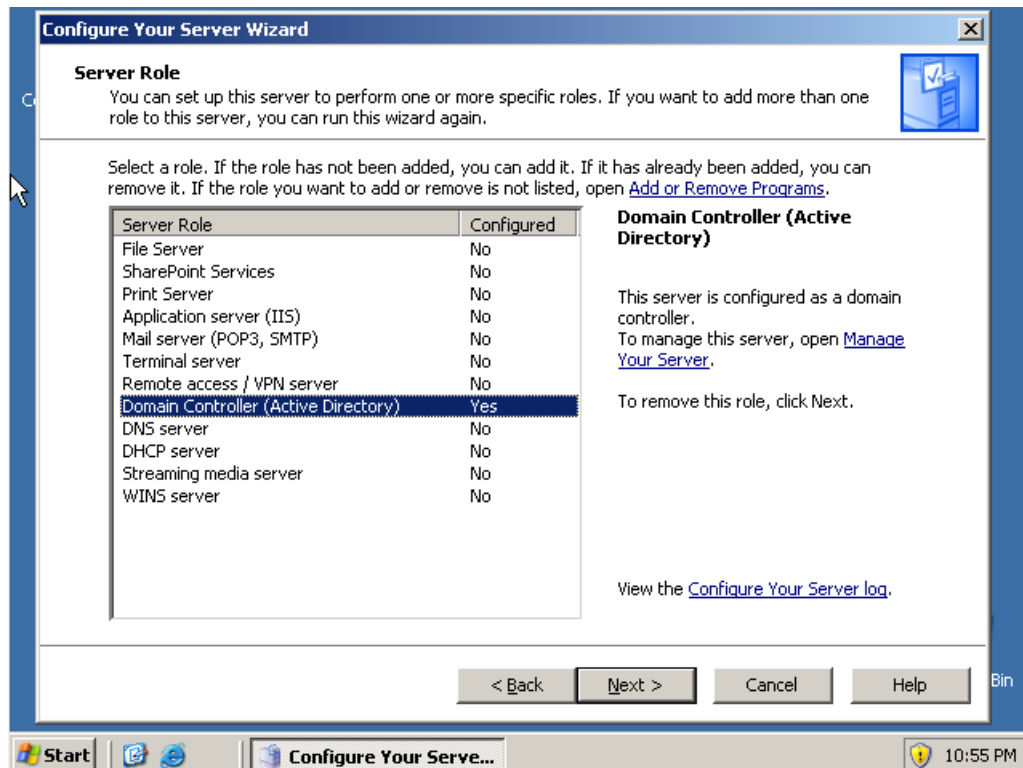 Configure Your Server Wizard
Server Role
You can set up this server to perform one or more specific roles. If you want to add more than one
role to this server, you can run this wizard again.
Select a role. If the role has not been added, you can add it. If it has already been added, you can
remove it. If the role you want to add or remove is not listed, open Add or Remove Programs.
Server Role Configured
File Server No
SharePoint Services No
Print Server No
Application server (IIS) No
Mail server (POP3, SMTP) No
Terminal server No
Remote access / VPN server No
Domain Controller (Active Directory) Yes
DNS server No
DHCP server No
Streaming media server No
WINS server No
Domain Controller (Active
Directory)
This server is configured as a domain
controller.
To manage this server, open Manage
Your Server.
To remove this role, click Next.
View the Configure Your Server log.
< Back Next > Cancel Help
Bin
Start Configure Your Serve... 10:55 PM